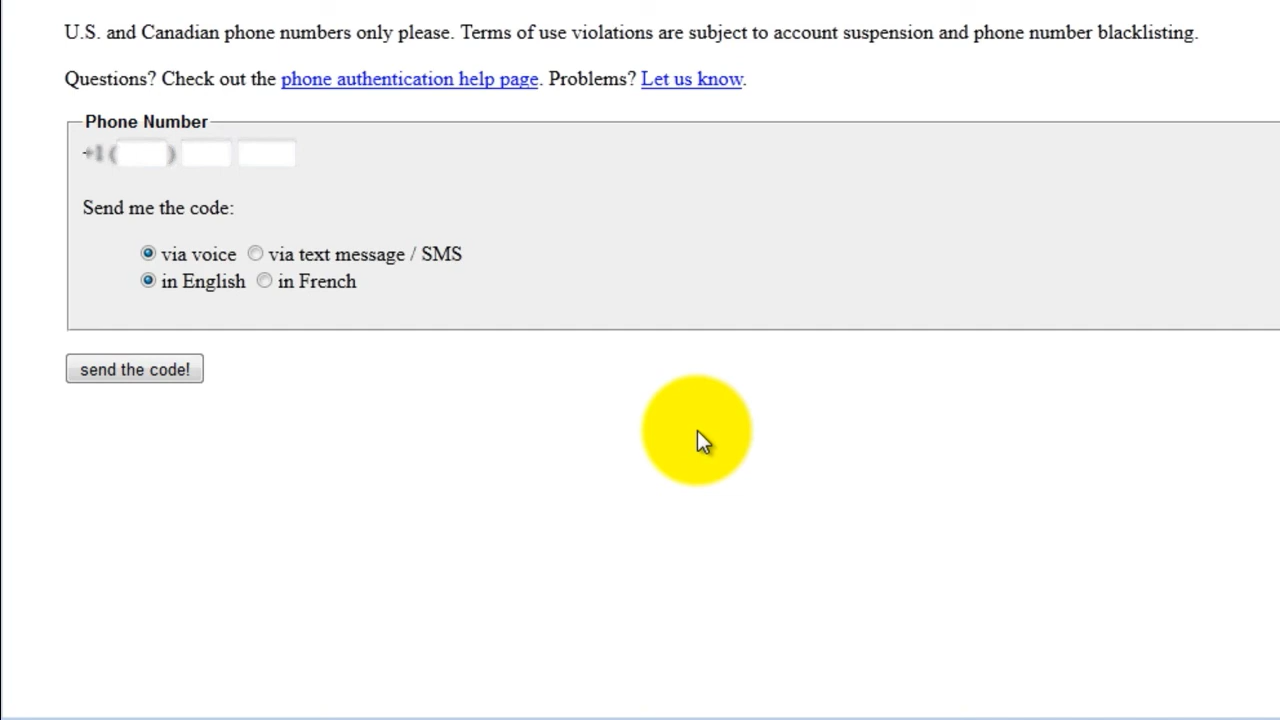 U.S. and Canadian phone numbers only please. Terms of use violations are subject to account suspension and phone number blacklisting.
Questions? Check out the phone authentication help page. Problems? Let us know.
Phone Number
+1 ( )
Send me the code:
via voice via text message / SMS
in English in French
send the code!